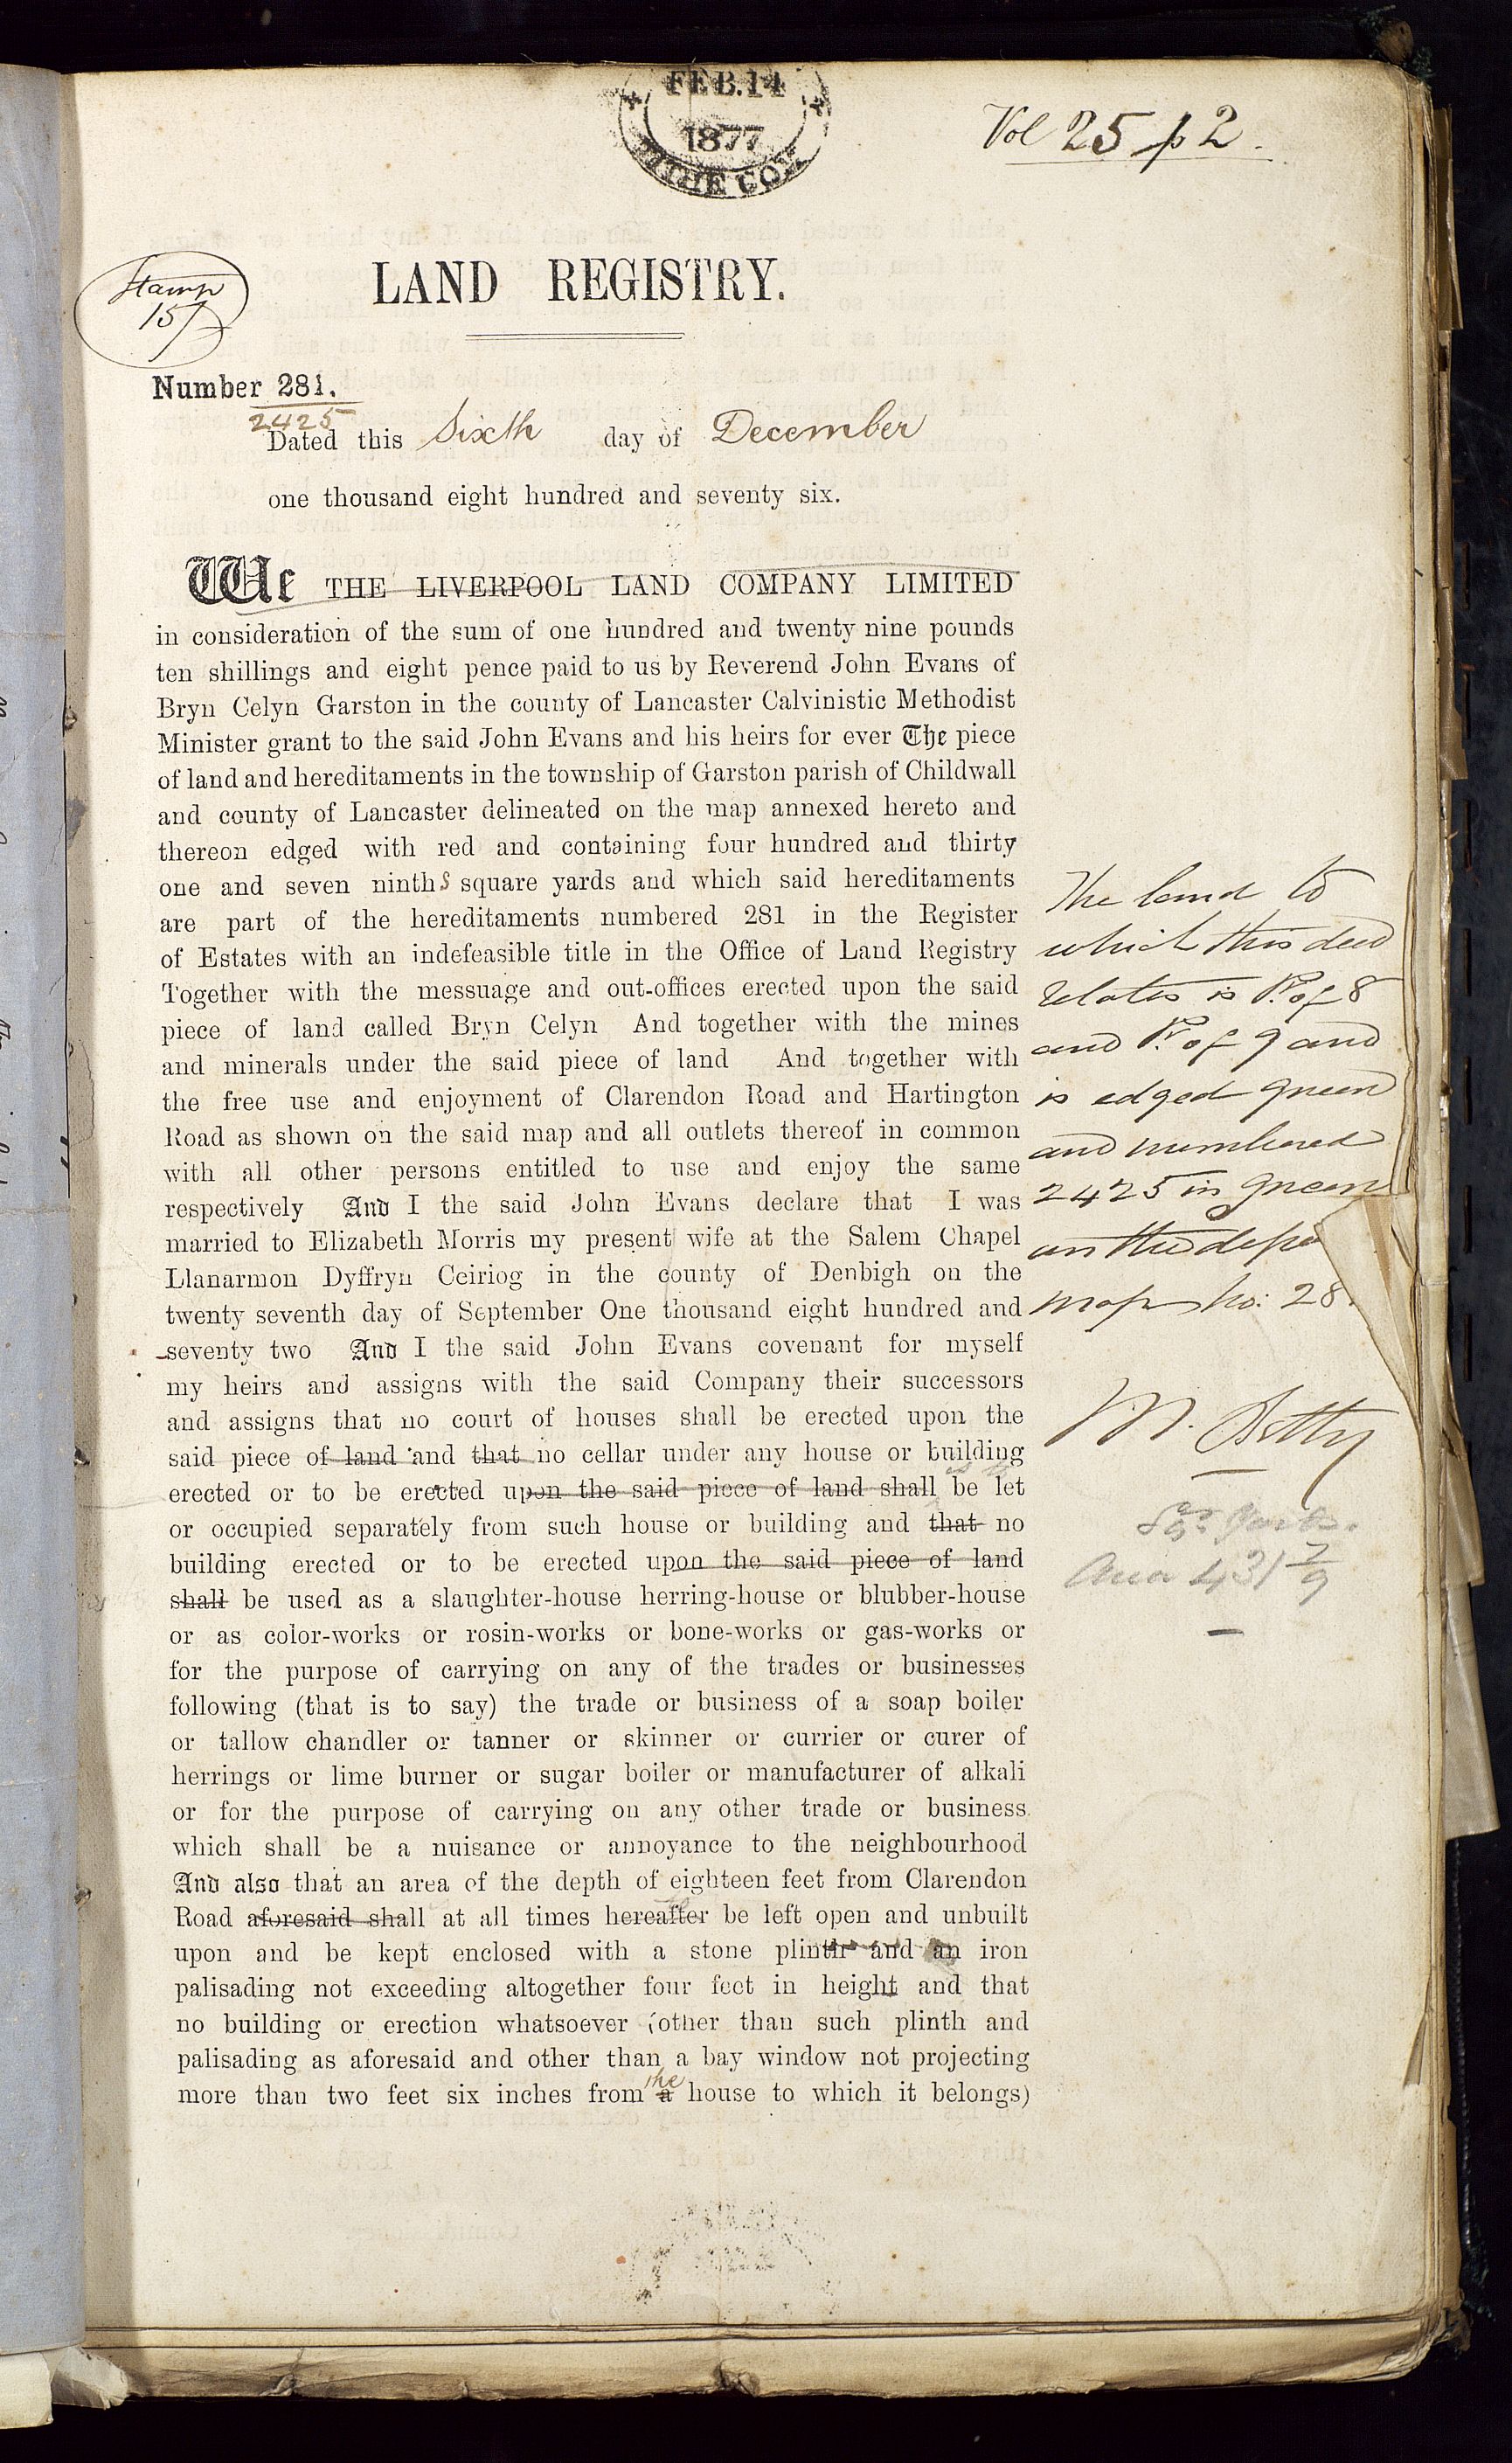 FEB.14
1877
TITHE COM
Vol 25 p 2.
Stamp
15/
LAND REGISTRY.
Number 281.
2425
Dated this Sixth day of December
one thousand eight hundred and seventy six.
We THE LIVERPOOL LAND COMPANY LIMITED
in consideration of the sum of one hundred and twenty nine pounds
ten shillings and eight pence paid to us by Reverend John Evans of
Bryn Celyn Garston in the county of Lancaster Calvinistic Methodist
Minister grant to the said John Evans and his heirs for ever The piece
of land and hereditaments in the township of Garston parish of Childwall
and county of Lancaster delineated on the map annexed hereto and
thereon edged with red and containing four hundred and thirty
one and seven ninths square yards and which said hereditaments
are part of the hereditaments numbered 281 in the Register
of Estates with an indefeasible title in the Office of Land Registry
Together with the messuage and out-offices erected upon the said
piece of land called Bryn Celyn And together with the mines
and minerals under the said piece of land And together with
the free use and enjoyment of Clarendon Road and Hartington
Road as shown on the said map and all outlets thereof in common
with all other persons entitled to use and enjoy the same
respectively And I the said John Evans declare that I was
married to Elizabeth Morris my present wife at the Salem Chapel
Llanarmon Dyffryn Ceiriog in the county of Denbigh on the
twenty seventh day of September One thousand eight hundred and
seventy two And I the said John Evans covenant for myself
my heirs and assigns with the said Company their successors
and assigns that no court of houses shall be erected upon the
said piece of land and that no cellar under any house or building
erected or to be erected upon the said piece of land shall be let
or occupied separately from such house or building and that no
building erected or to be erected upon the said piece of land
shall be used as a slaughter-house herring-house or blubber-house
or as color-works or rosin-works or bone-works or gas-works or
for the purpose of carrying on any of the trades or businesses
following (that is to say) the trade or business of a soap boiler
or tallow chandler or tanner or skinner or currier or curer of
herrings or lime burner or sugar boiler or manufacturer of alkali
or for the purpose of carrying on any other trade or business
which shall be a nuisance or annoyance to the neighbourhood
And also that an area of the depth of eighteen feet from Clarendon
Road aforesaid shall at all times hereafter be left open and unbuilt
upon and be kept enclosed with a stone plinth and an iron
palisading not exceeding altogether four feet in height and that
no building or erection whatsoever (other than such plinth and
palisading as aforesaid and other than a bay window not projecting
the
more than two feet six inches from a house to which it belongs)
The land to
which this deed
relates is Pt. of 8
and Pt. of 9 and
is edged green
and numbered
2425 in green
on the depo
map No: 28
Sq. Yards.
Area 431 7/9